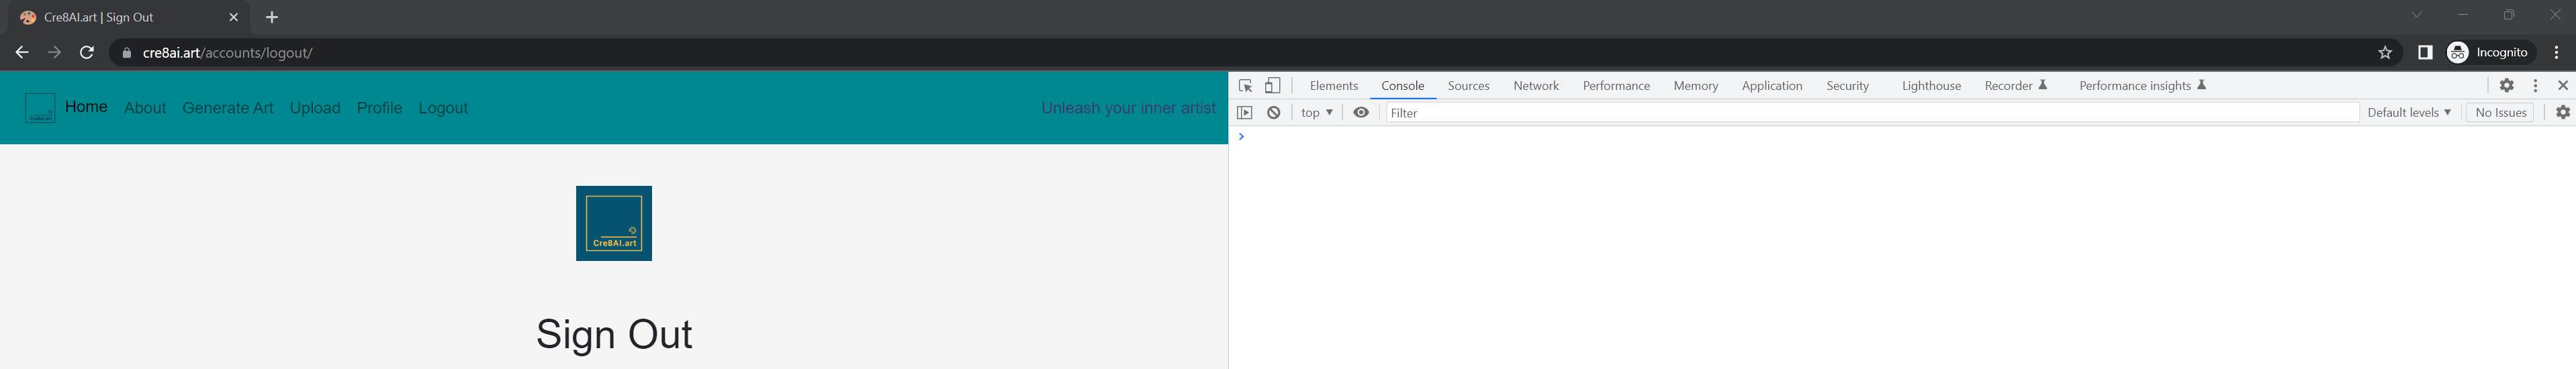 Cre8AI.art | Sign Out
cre8ai.art/accounts/logout/
Incognito
Home About Generate Art Upload Profile Logout Unleash your inner artist
Cre8AI.art
Sign Out
Elements Console Sources Network Performance Memory Application Security Lighthouse Recorder Performance insights
top Filter Default levels No Issues